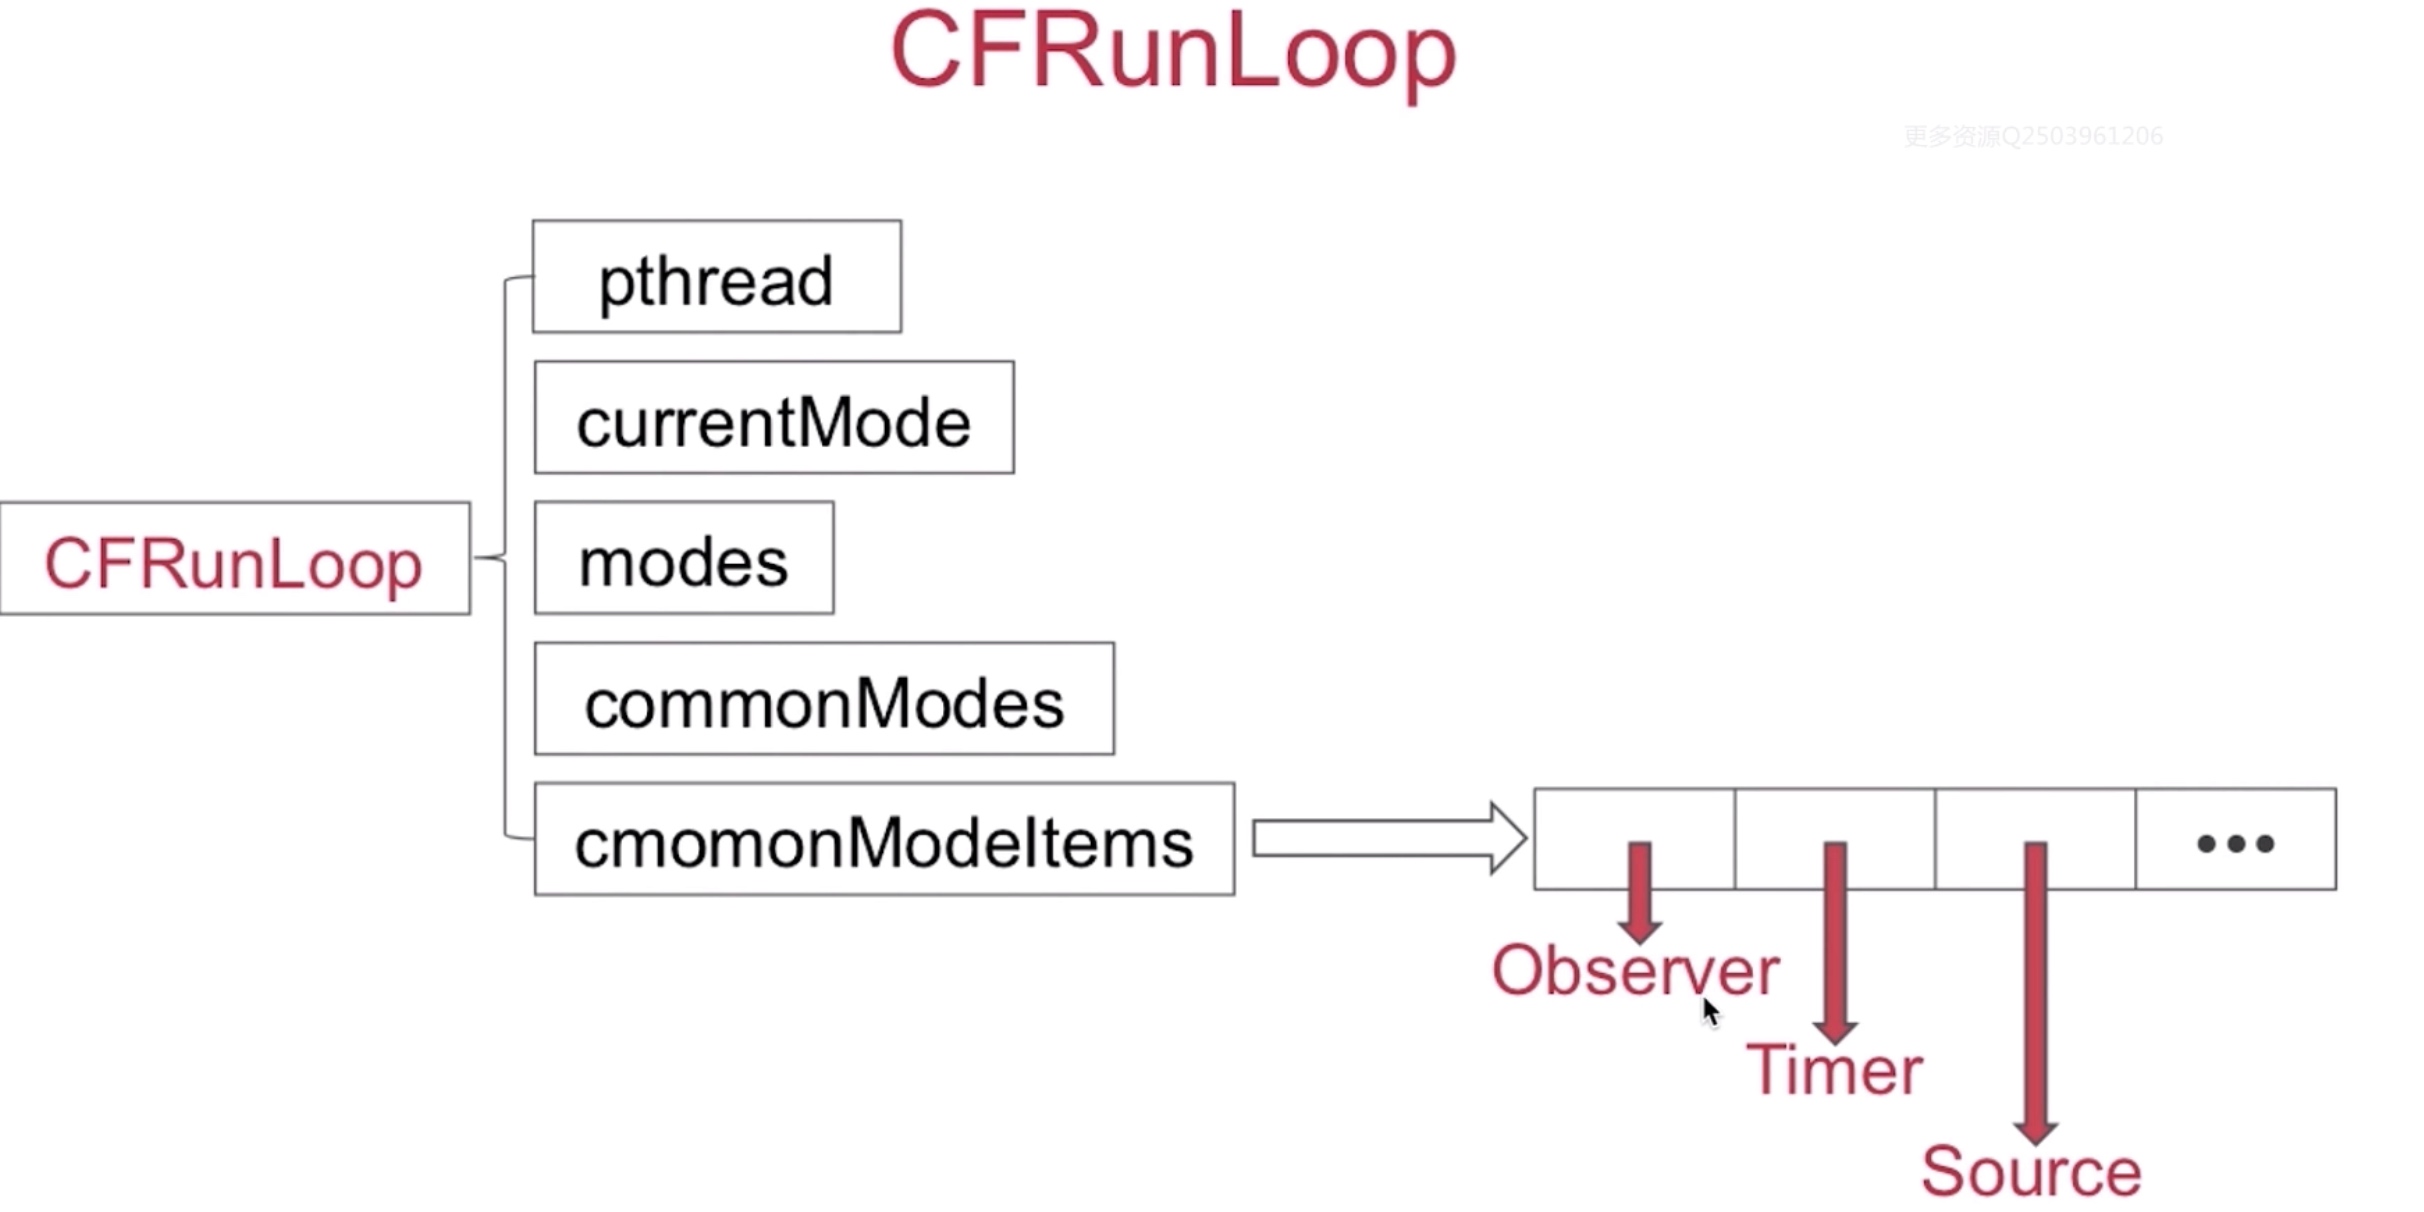 CFRunLoop
更多资源Q2503961206
pthread
currentMode
modes
CFRunLoop
commonModes
cmomonModeItems
•••
Observer
Timer
Source